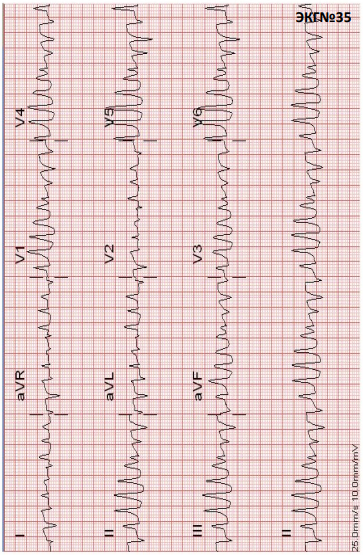 ЭКГ№35
I aVR V1 V4
II aVL V2 V5
III aVF V3 V6
II
25.0mm/s 10.0mm/mV